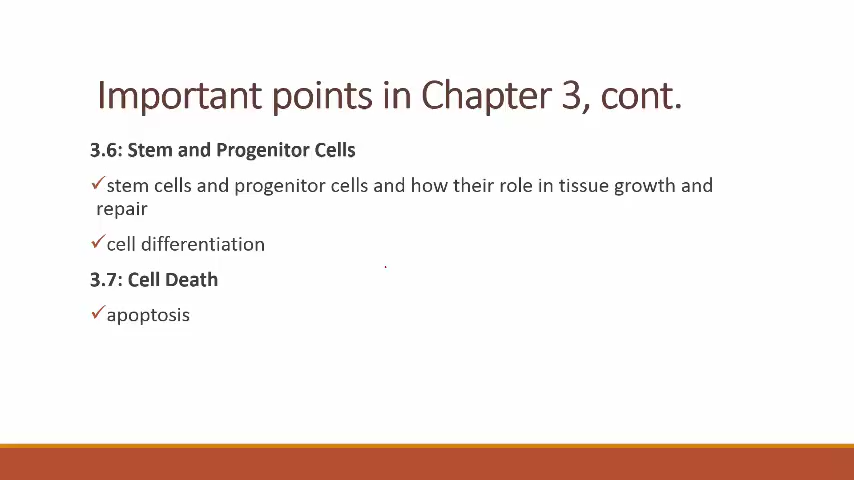 Important points in Chapter 3, cont.
3.6: Stem and Progenitor Cells
✓stem cells and progenitor cells and how their role in tissue growth and
repair
✓cell differentiation
3.7: Cell Death
✓apoptosis